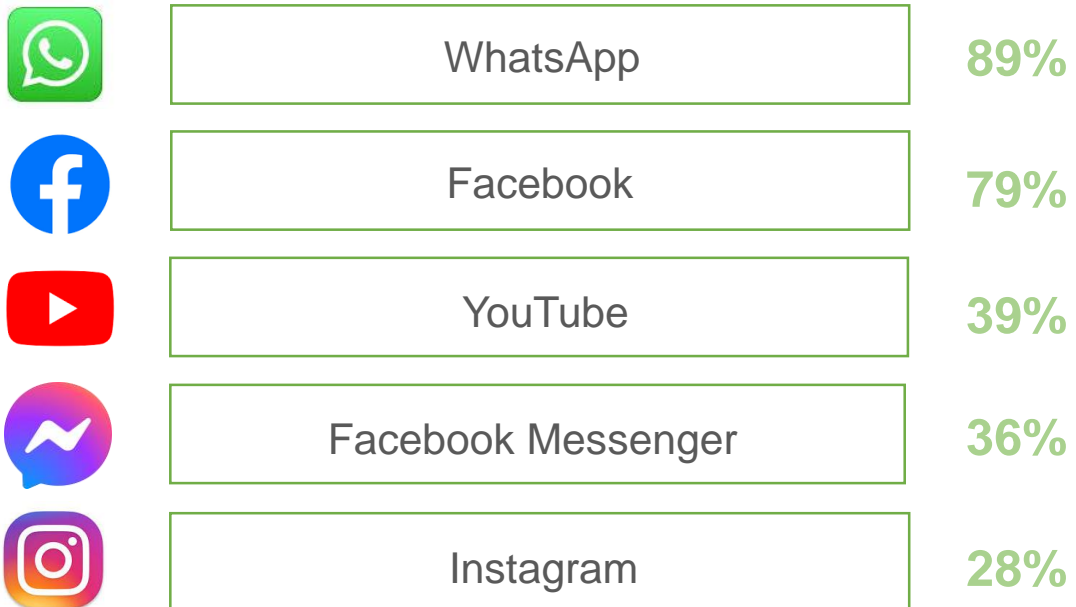 WhatsApp 89%
Facebook 79%
YouTube 39%
Facebook Messenger 36%
Instagram 28%